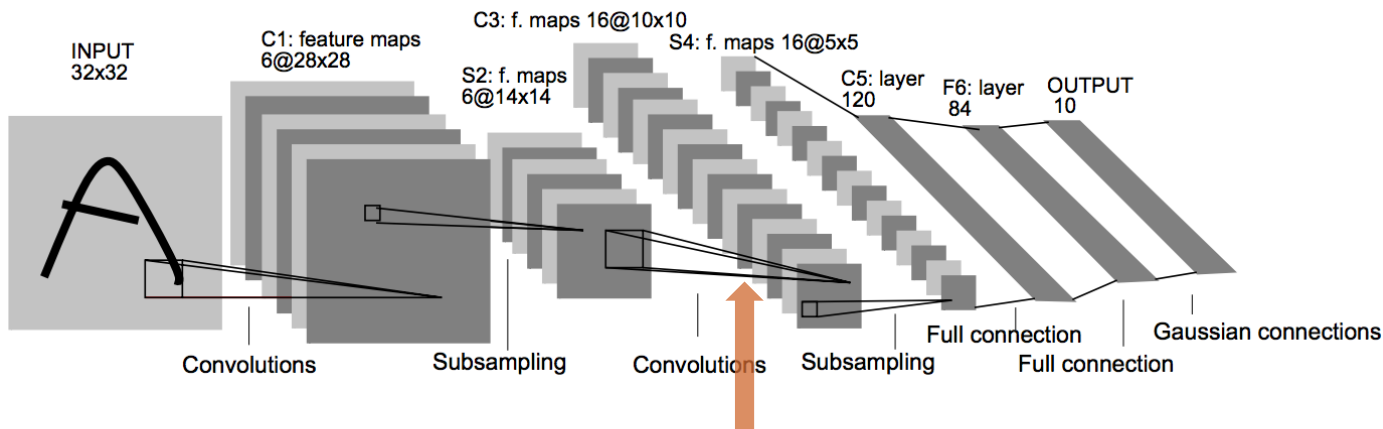 INPUT
32x32
C1: feature maps
6@28x28
S2: f. maps
6@14x14
C3: f. maps 16@10x10
S4: f. maps 16@5x5
C5: layer
120
F6: layer
84
OUTPUT
10
Convolutions
Subsampling
Convolutions
Subsampling
Full connection
Full connection
Gaussian connections